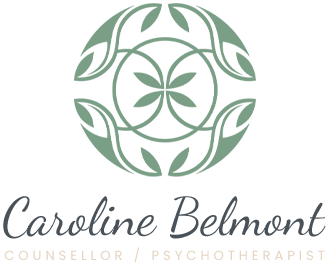 Caroline Belmont
COUNSELLOR / PSYCHOTHERAPIST